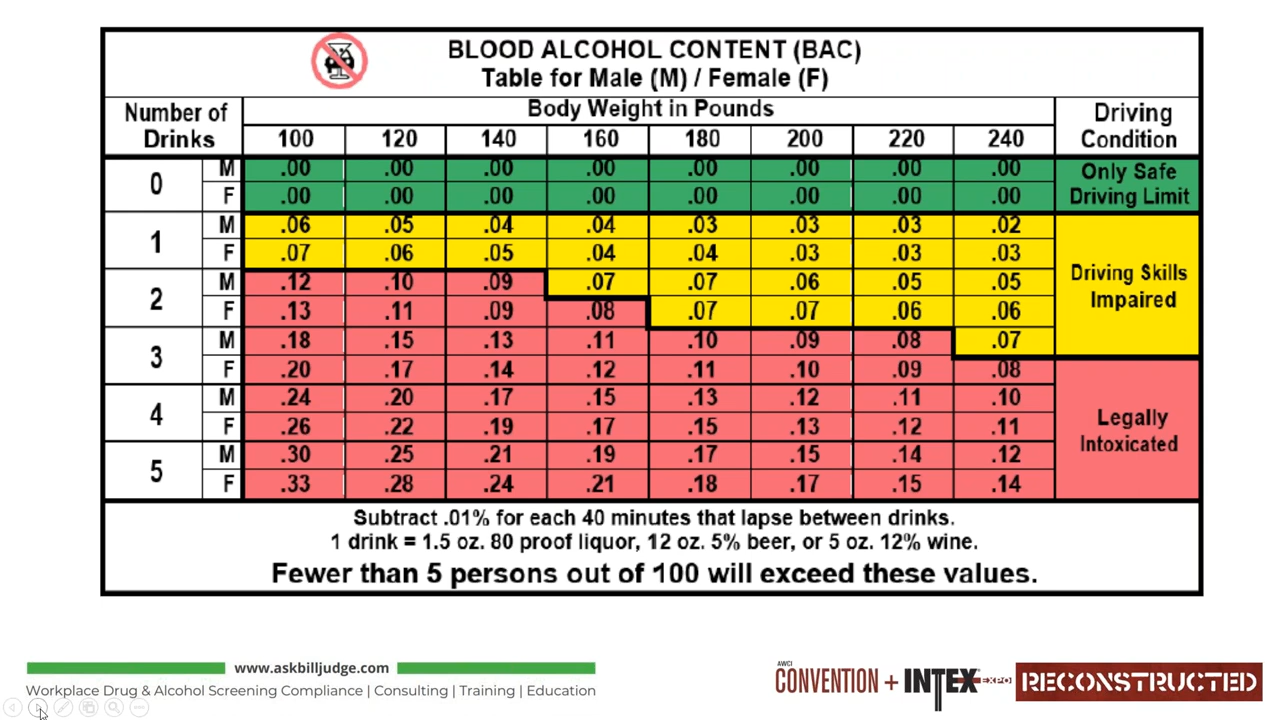 BLOOD ALCOHOL CONTENT (BAC)
Table for Male (M) / Female (F)
Number of Drinks
Body Weight in Pounds
Driving Condition
100 120 140 160 180 200 220 240
0 M .00 .00 .00 .00 .00 .00 .00 .00
F .00 .00 .00 .00 .00 .00 .00 .00
Only Safe
Driving Limit
1 M .06 .05 .04 .04 .03 .03 .03 .02
F .07 .06 .05 .04 .04 .03 .03 .03
2 M .12 .10 .09 .07 .07 .06 .05 .05
F .13 .11 .09 .08 .07 .07 .06 .06
Driving Skills
Impaired
3 M .18 .15 .13 .11 .10 .09 .08 .07
F .20 .17 .14 .12 .11 .10 .09 .08
4 M .24 .20 .17 .15 .13 .12 .11 .10
F .26 .22 .19 .17 .15 .13 .12 .11
5 M .30 .25 .21 .19 .17 .15 .14 .12
F .33 .28 .24 .21 .18 .17 .15 .14
Legally
Intoxicated
Subtract .01% for each 40 minutes that lapse between drinks.
1 drink = 1.5 oz. 80 proof liquor, 12 oz. 5% beer, or 5 oz. 12% wine.
Fewer than 5 persons out of 100 will exceed these values.
www.askbilljudge.com
Workplace Drug & Alcohol Screening Compliance | Consulting | Training | Education
AWCI
CONVENTION + INTEX EXPO RECONSTRUCTED